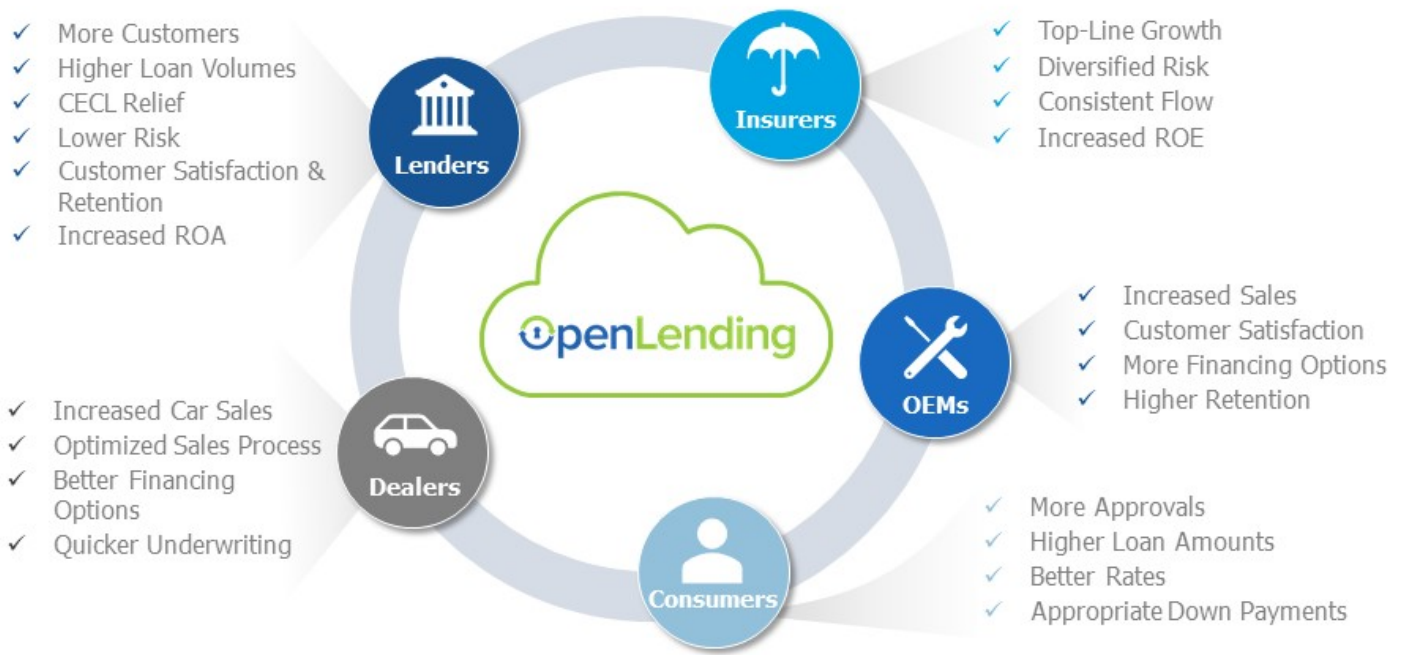 More Customers
Higher Loan Volumes
CECL Relief
Lower Risk
Customer Satisfaction &
Retention
Increased ROA
Lenders
Insurers
Top-Line Growth
Diversified Risk
Consistent Flow
Increased ROE
OpenLending
OEMs
Increased Sales
Customer Satisfaction
More Financing Options
Higher Retention
Increased Car Sales
Optimized Sales Process
Better Financing
Options
Quicker Underwriting
Dealers
Consumers
More Approvals
Higher Loan Amounts
Better Rates
Appropriate Down Payments